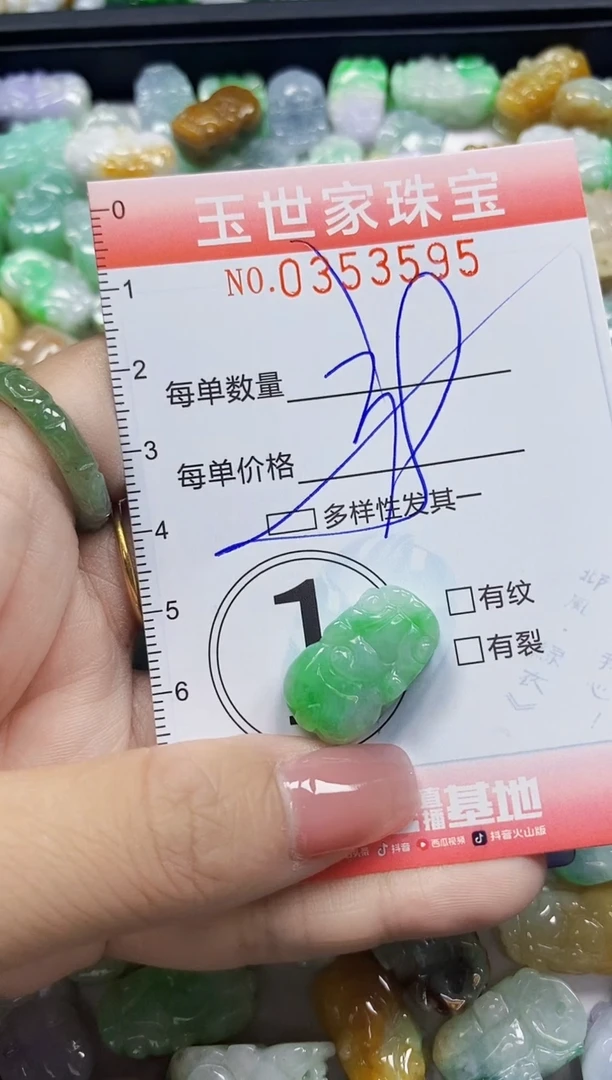 0
玉世家珠宝
NO.0353595
1
2
每单数量
3
每单价格
4
多样性发其一
5
1
有纹
有裂
6
直播基地
抖音 西瓜视频 抖音火山版